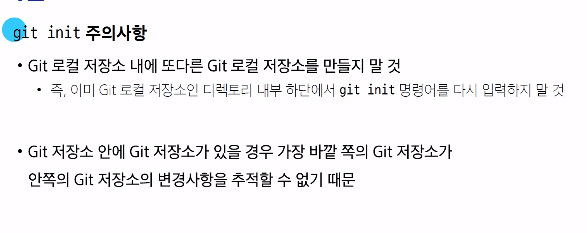 git init 주의사항
• Git 로컬 저장소 내에 또다른 Git 로컬 저장소를 만들지 말 것
• 즉, 이미 Git 로컬 저장소인 디렉토리 내부 하단에서 git init 명령어를 다시 입력하지 말 것
• Git 저장소 안에 Git 저장소가 있을 경우 가장 바깥 쪽의 Git 저장소가
안쪽의 Git 저장소의 변경사항을 추적할 수 없기 때문